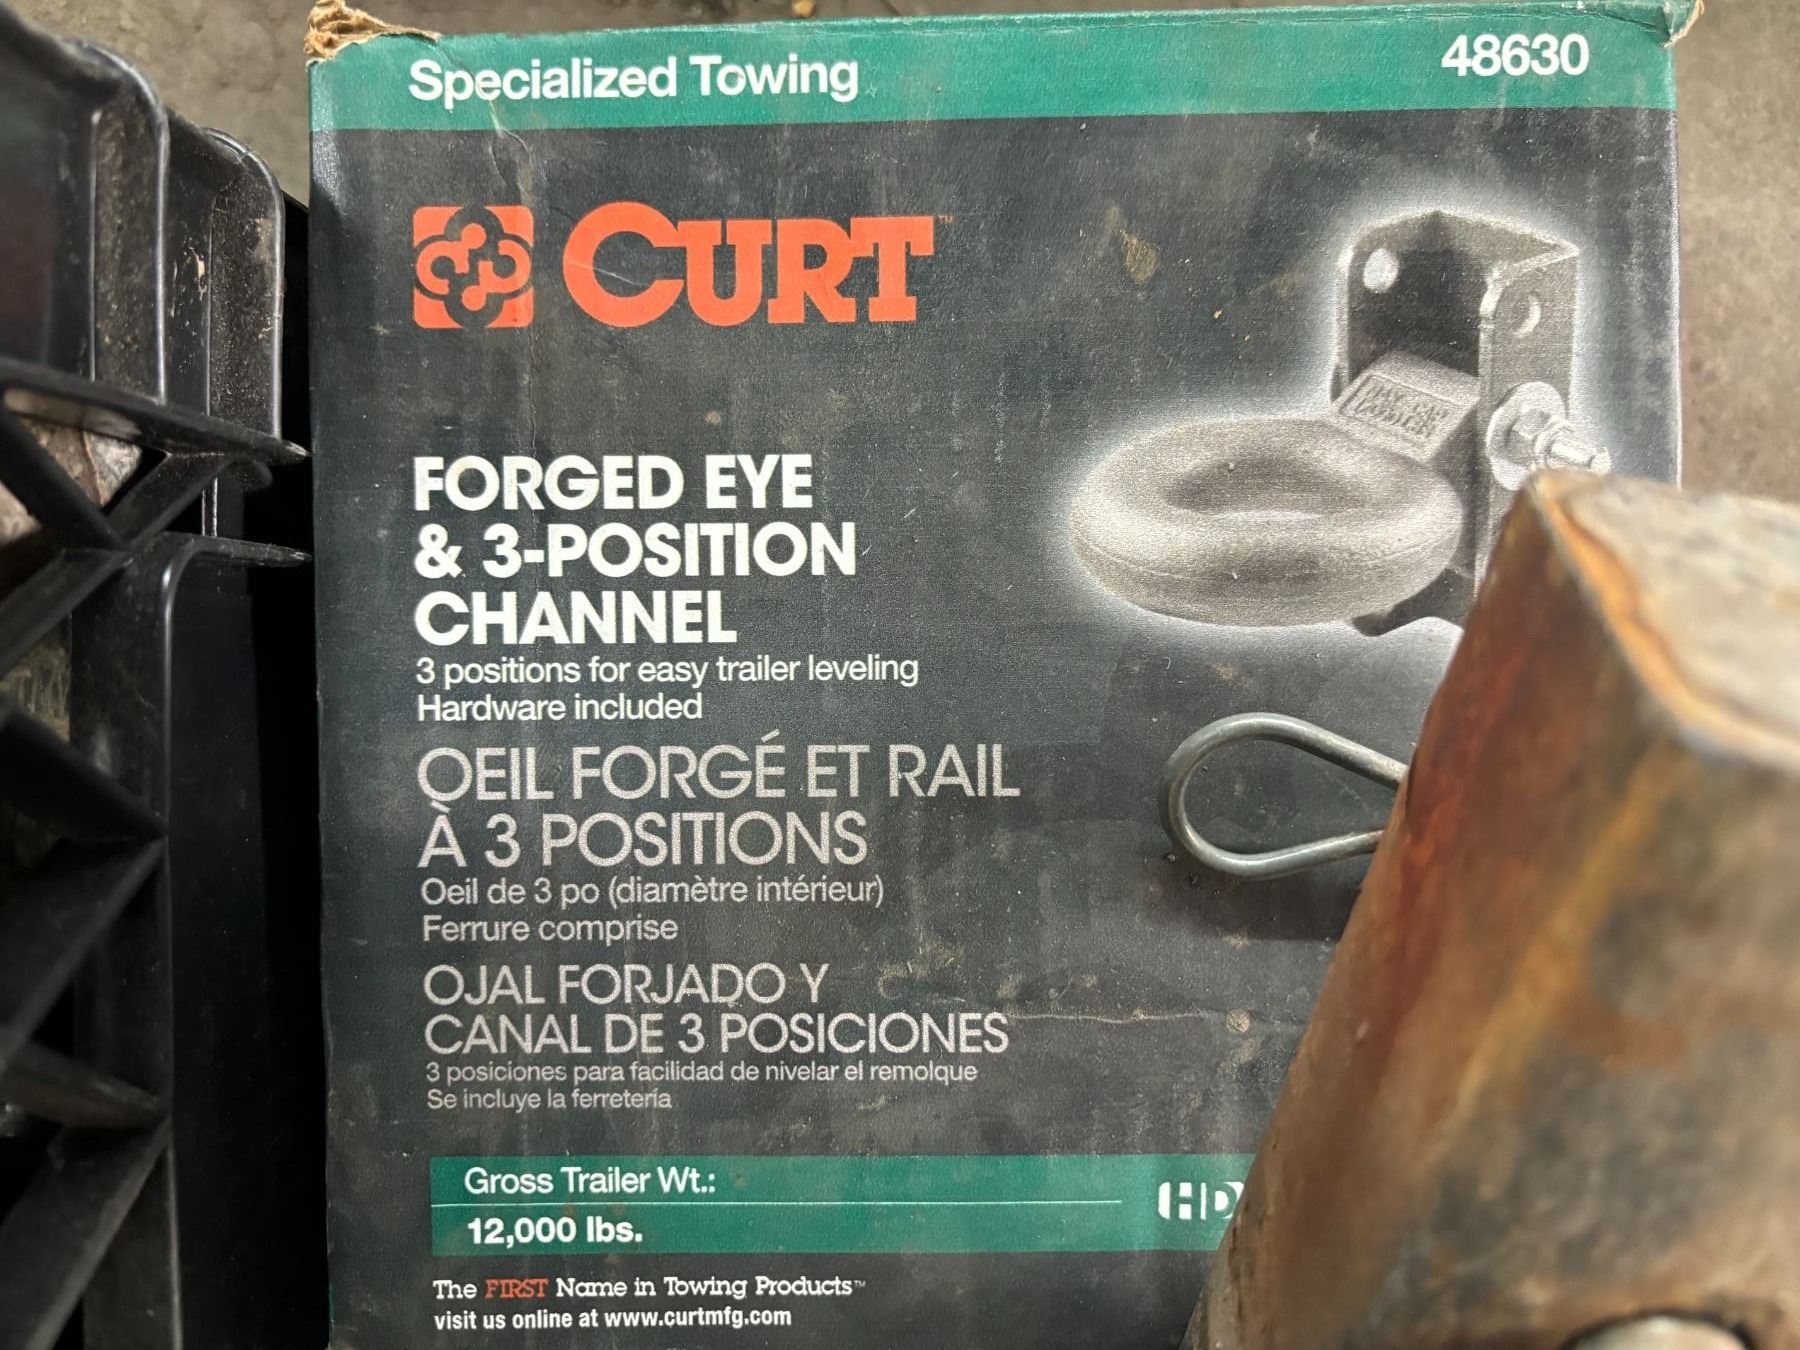 Specialized Towing
48630
CURT™
FORGED EYE
& 3-POSITION
CHANNEL
3 positions for easy trailer leveling
Hardware included
OEIL FORGÉ ET RAIL
À 3 POSITIONS
Oeil de 3 po (diamètre intérieur)
Ferrure comprise
OJAL FORJADO Y
CANAL DE 3 POSICIONES
3 posiciones para facilidad de nivelar el remolque
Se incluye la ferretería
Gross Trailer Wt.:
12,000 lbs.
HD
The FIRST Name in Towing Products™
visit us online at www.curtmfg.com